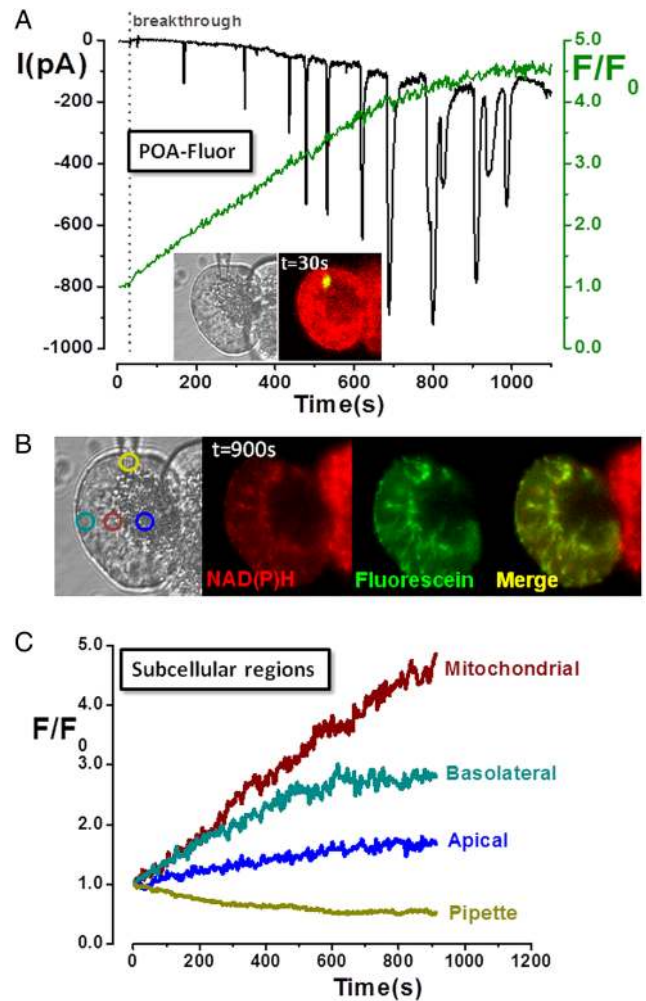 A
breakthrough
I(pA)
F/F0
0
-200
-400
-600
-800
-1000
5.0
4.0
3.0
2.0
1.0
0.0
POA-Fluor
t=30s
0 200 400 600 800 1000
Time(s)
B
t=900s
NAD(P)H
Fluorescein
Merge
C
Subcellular regions
F/F0
5.0
4.0
3.0
2.0
1.0
0.0
Mitochondrial
Basolateral
Apical
Pipette
0 200 400 600 800 1000 1200
Time(s)